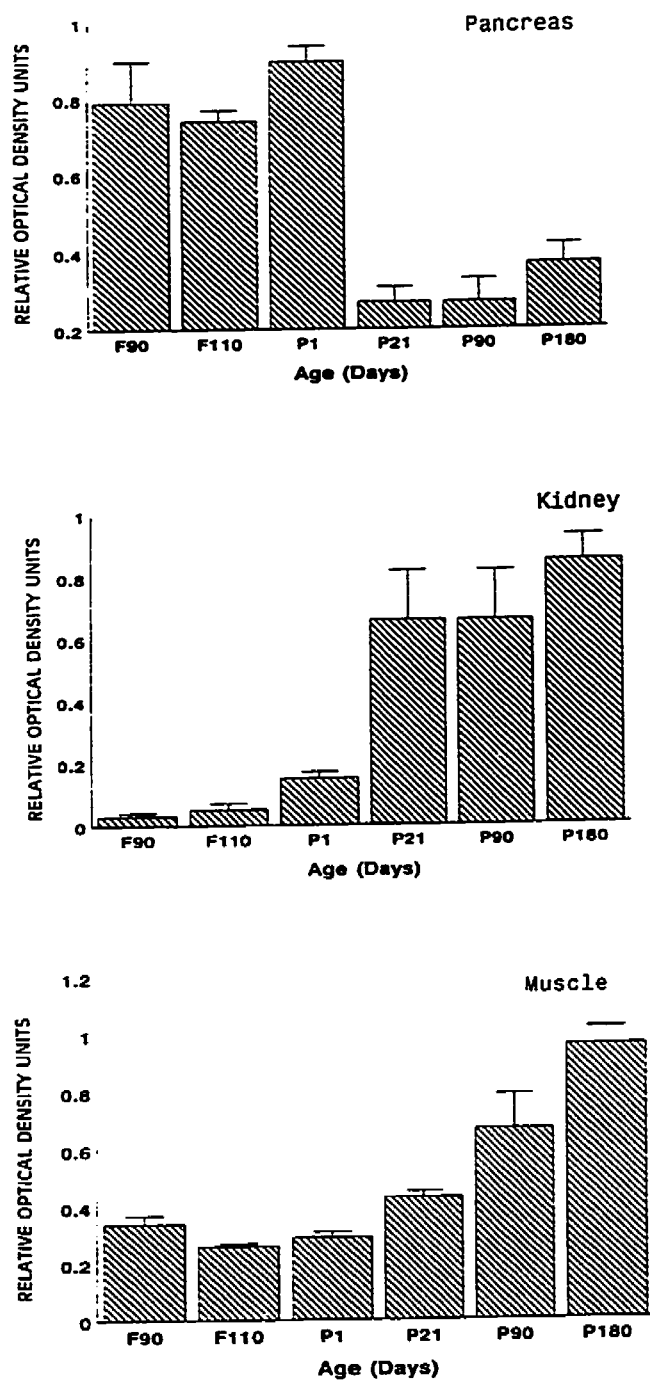 Pancreas
RELATIVE OPTICAL DENSITY UNITS
1
0.8
0.6
0.4
0.2
F90 F110 P1 P21 P90 P180
Age (Days)
Kidney
RELATIVE OPTICAL DENSITY UNITS
1
0.8
0.6
0.4
0.2
0
F90 F110 P1 P21 P90 P180
Age (Days)
Muscle
RELATIVE OPTICAL DENSITY UNITS
1.2
1
0.8
0.6
0.4
0.2
0
F90 F110 P1 P21 P90 P180
Age (Days)